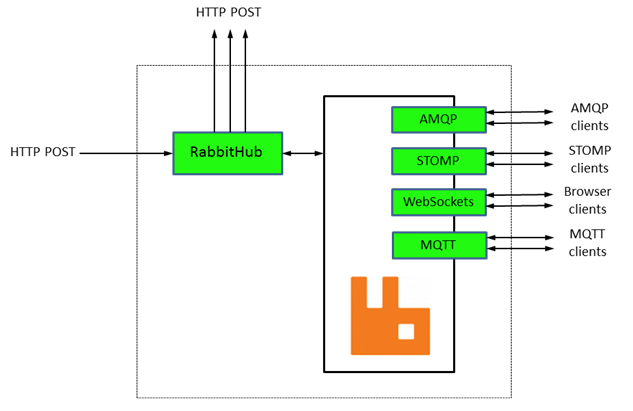 HTTP POST
HTTP POST
RabbitHub
AMQP
STOMP
WebSockets
MQTT
AMQP
clients
STOMP
clients
Browser
clients
MQTT
clients